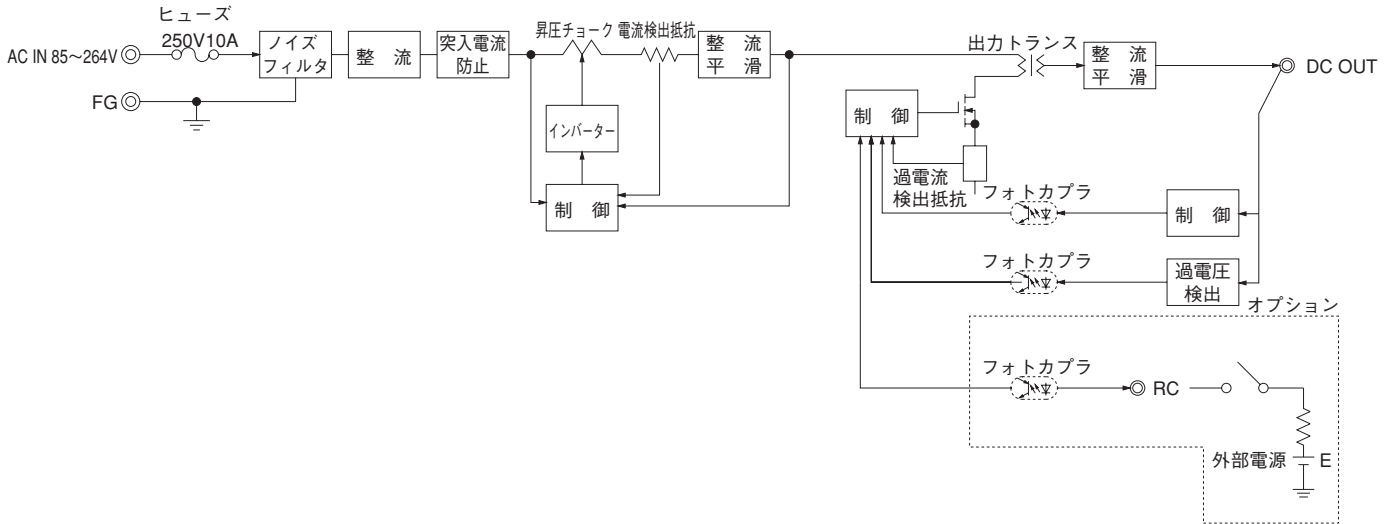 ヒューズ
250V10A
AC IN 85～264V
FG
ノイズ
フィルタ
整 流
突入電流
防止
昇圧チョーク 電流検出抵抗
整 流
平 滑
インバーター
制 御
出力トランス
整 流
平 滑
DC OUT
制 御
過電流
検出抵抗
フォトカプラ
制 御
フォトカプラ
過電圧
検出
オプション
フォトカプラ
RC
外部電源
E